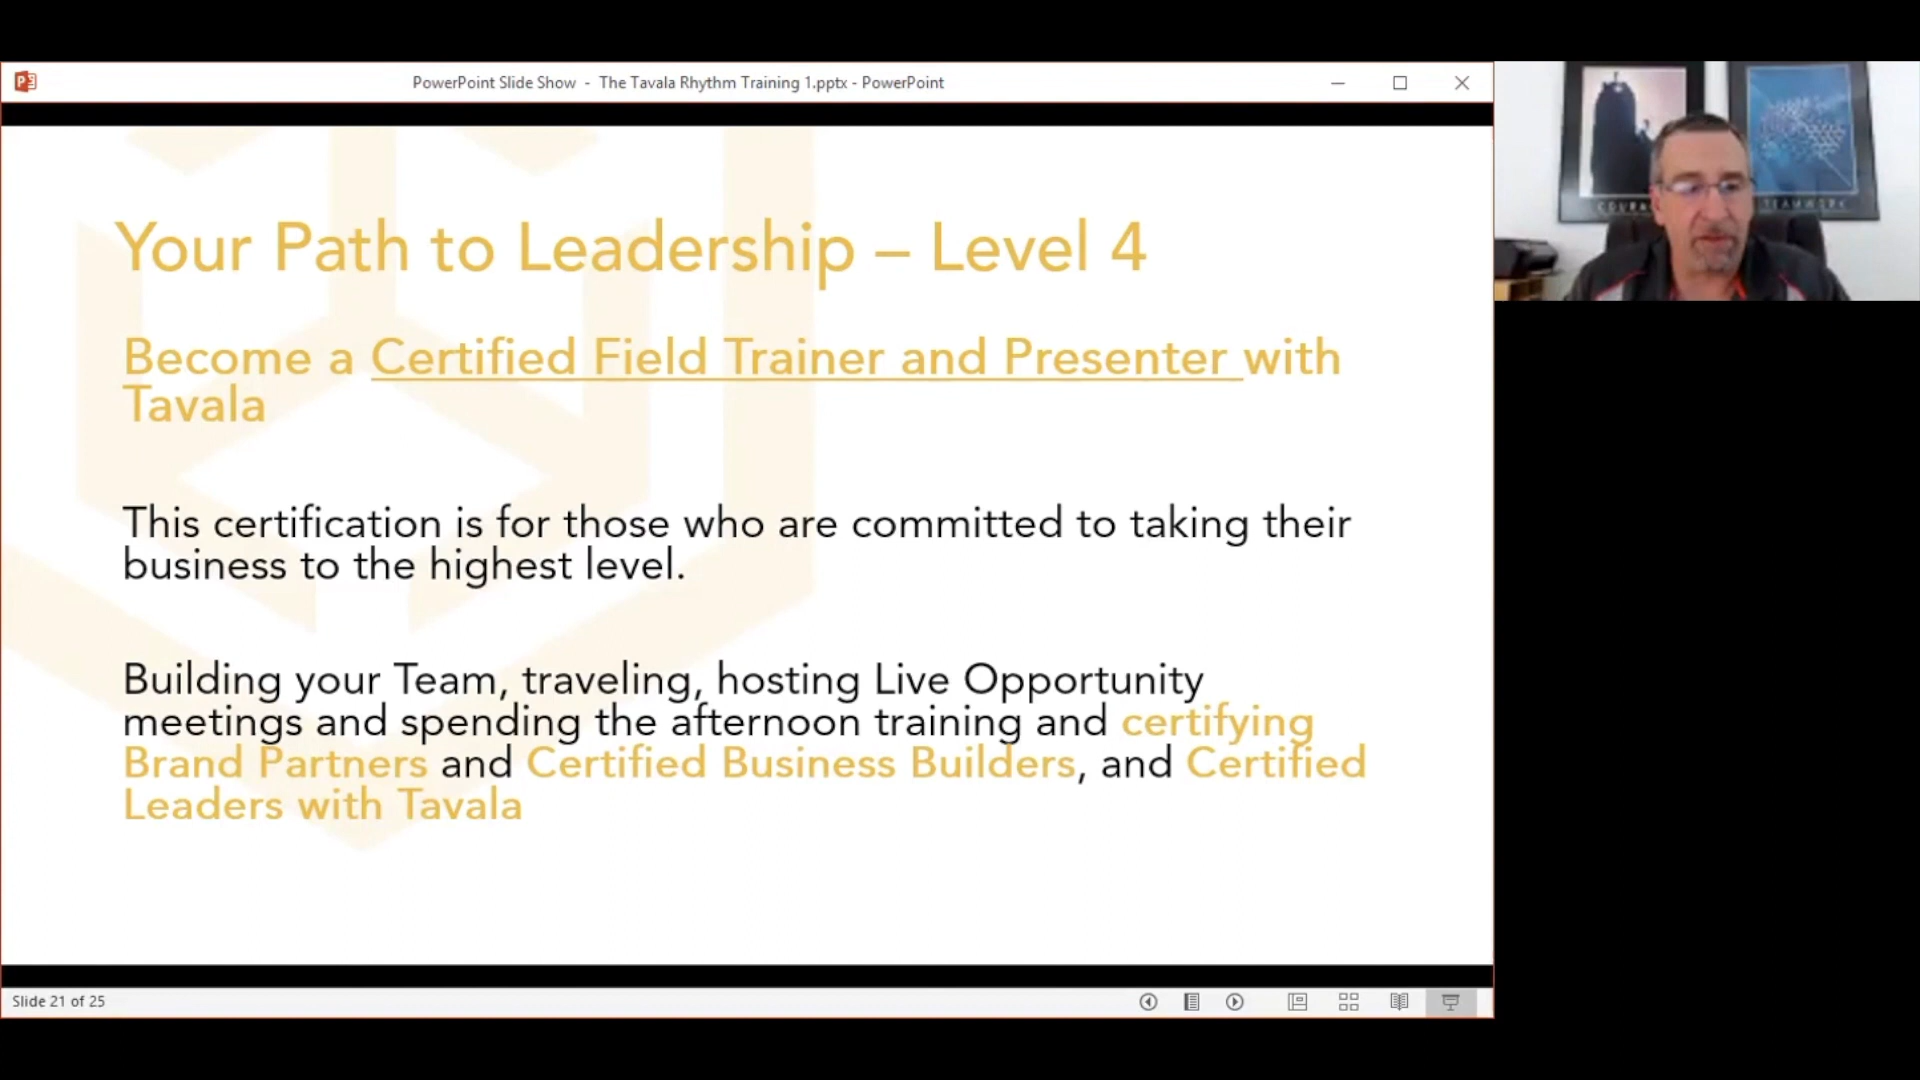 PowerPoint Slide Show - The Tavala Rhythm Training 1.pptx - PowerPoint
Your Path to Leadership – Level 4
Become a Certified Field Trainer and Presenter with
Tavala
This certification is for those who are committed to taking their
business to the highest level.
Building your Team, traveling, hosting Live Opportunity
meetings and spending the afternoon training and certifying
Brand Partners and Certified Business Builders, and Certified
Leaders with Tavala
Slide 21 of 25
TEAMWORK